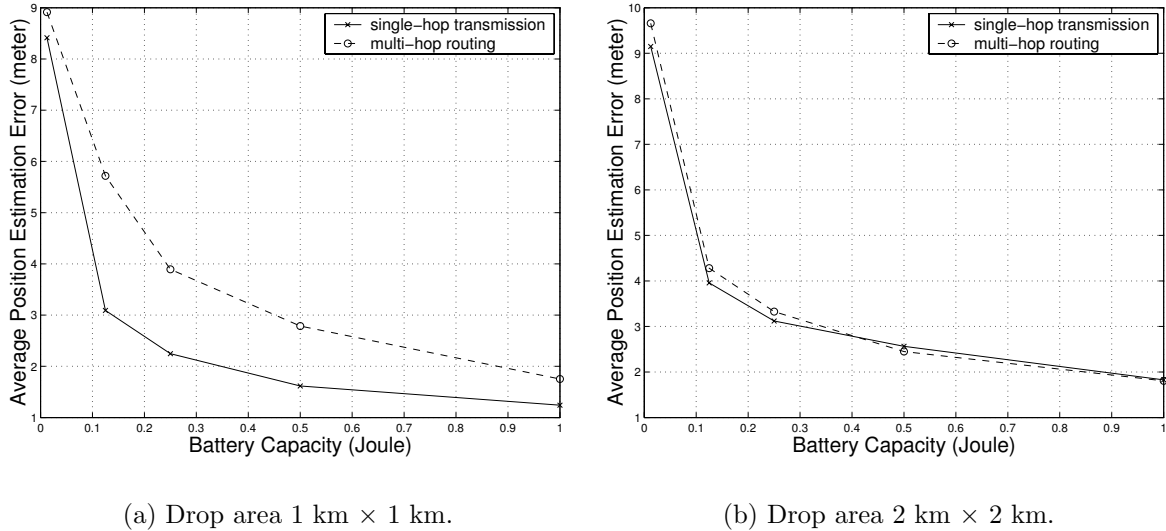 single−hop transmission
multi−hop routing
Average Position Estimation Error (meter)
9
8
7
6
5
4
3
2
1
0 0.1 0.2 0.3 0.4 0.5 0.6 0.7 0.8 0.9 1
Battery Capacity (Joule)
(a) Drop area 1 km × 1 km.
single−hop transmission
multi−hop routing
Average Position Estimation Error (meter)
10
9
8
7
6
5
4
3
2
1
0 0.1 0.2 0.3 0.4 0.5 0.6 0.7 0.8 0.9 1
Battery Capacity (Joule)
(b) Drop area 2 km × 2 km.